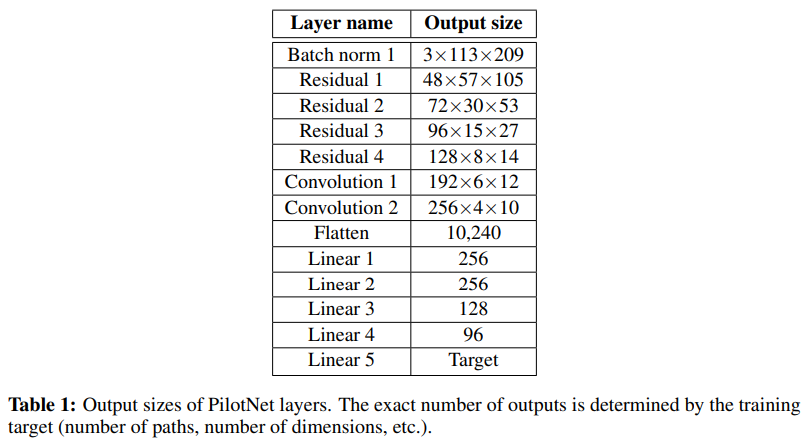 Layer name Output size
Batch norm 1 3×113×209
Residual 1 48×57×105
Residual 2 72×30×53
Residual 3 96×15×27
Residual 4 128×8×14
Convolution 1 192×6×12
Convolution 2 256×4×10
Flatten 10,240
Linear 1 256
Linear 2 256
Linear 3 128
Linear 4 96
Linear 5 Target
Table 1: Output sizes of PilotNet layers. The exact number of outputs is determined by the training
target (number of paths, number of dimensions, etc.).